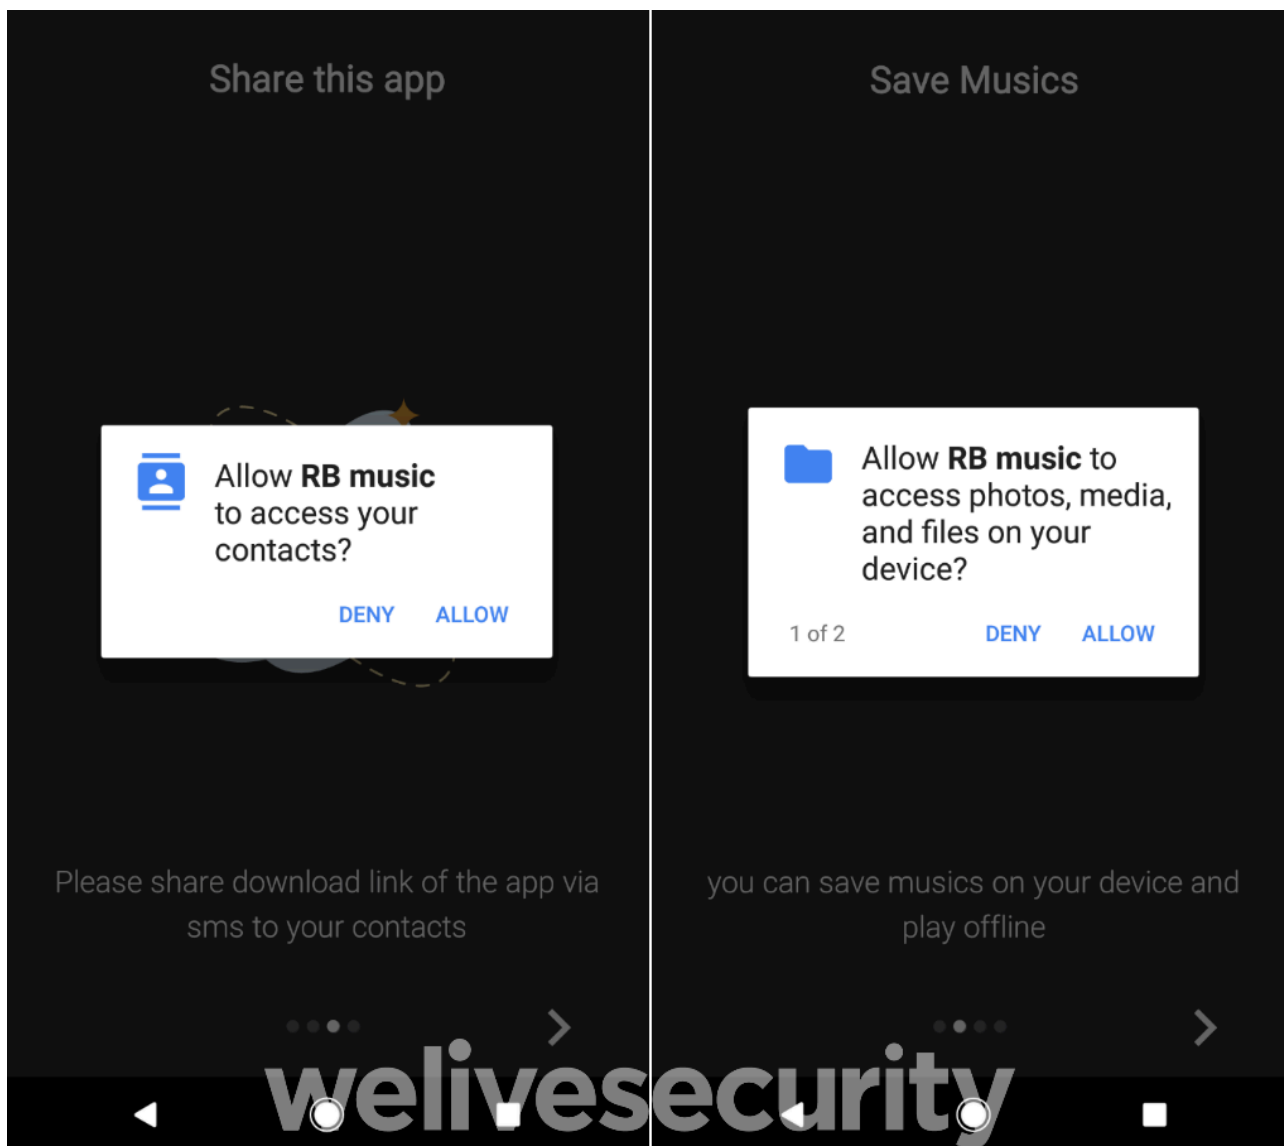 Share this app
Allow RB music
to access your
contacts?
DENY ALLOW
Please share download link of the app via
sms to your contacts
Save Musics
Allow RB music to
access photos, media,
and files on your
device?
1 of 2 DENY ALLOW
you can save musics on your device and
play offline
welivesecurity